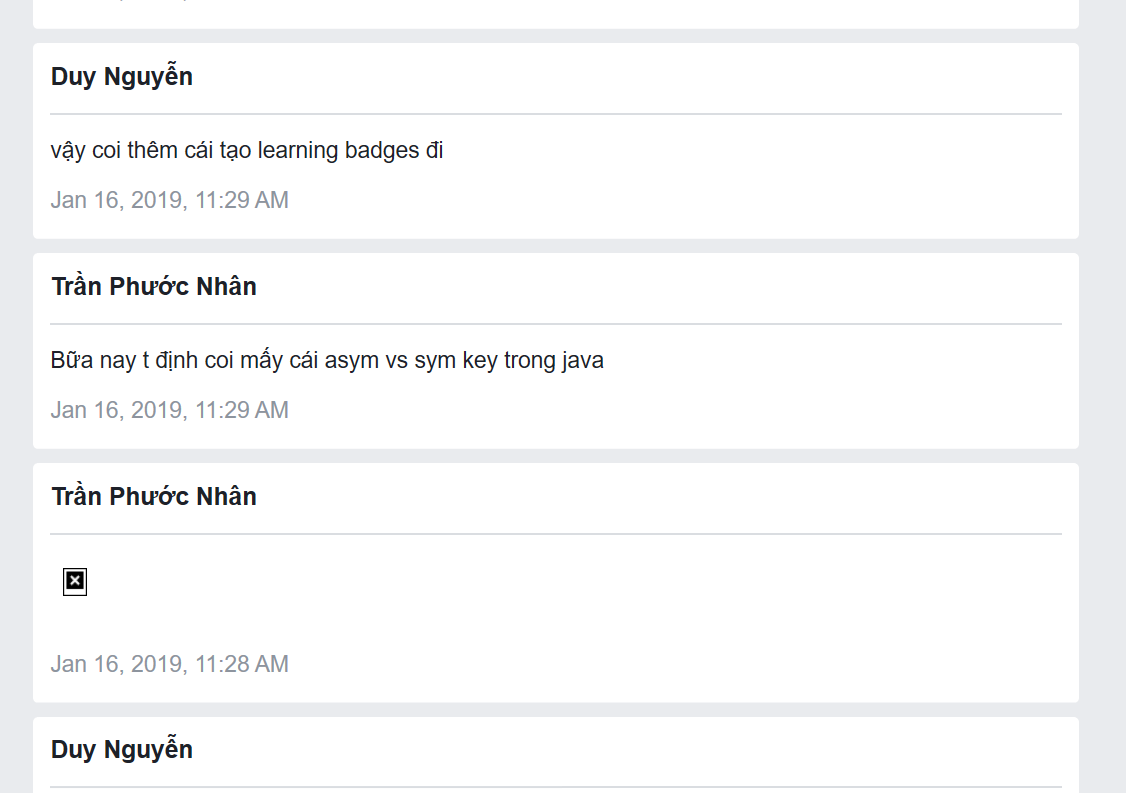 Duy Nguyễn
vậy coi thêm cái tạo learning badges đi
Jan 16, 2019, 11:29 AM
Trần Phước Nhân
Bữa nay t định coi mấy cái asym vs sym key trong java
Jan 16, 2019, 11:29 AM
Trần Phước Nhân
Jan 16, 2019, 11:28 AM
Duy Nguyễn